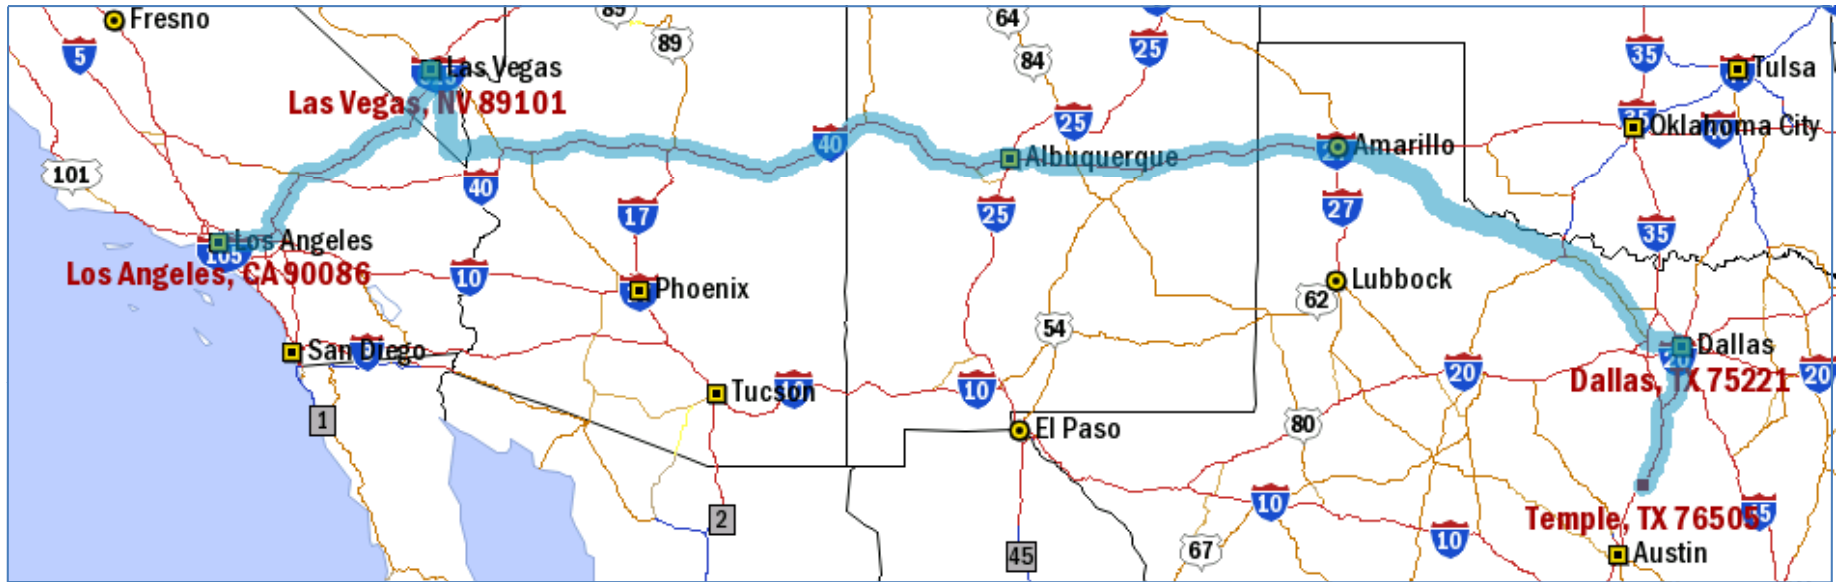 Fresno
5
89
89
64
84
25
35
Tulsa
Las Vegas
Las Vegas, NV 89101
101
40
25
Albuquerque
Amarillo
35
Oklahoma City
40
40
17
25
27
35
Los Angeles
105
Los Angeles, CA 90086
10
Phoenix
Lubbock
62
54
San Diego
Dallas
20
Dallas, TX 75221
20
20
Tucson
10
10
1
El Paso
80
2
45
67
10
10
Temple, TX 76505
Austin